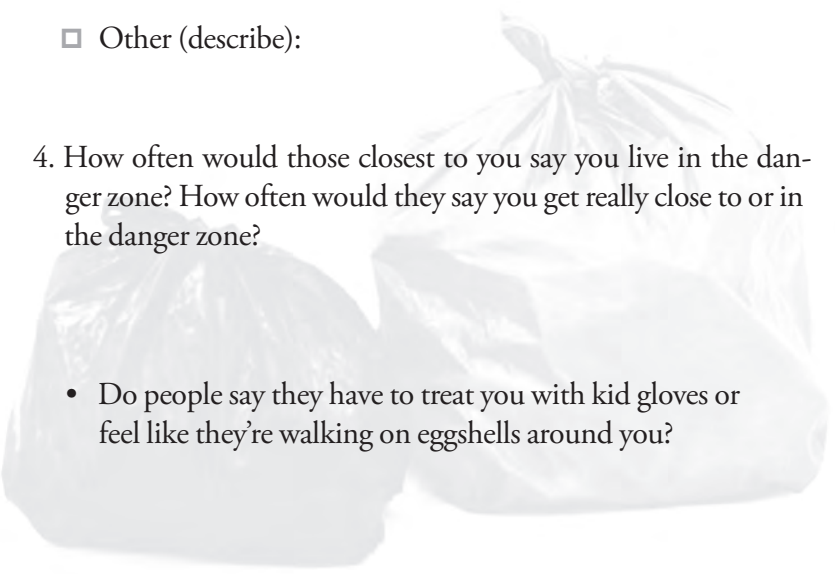 □ Other (describe):
4. How often would those closest to you say you live in the dan-
ger zone? How often would they say you get really close to or in
the danger zone?
• Do people say they have to treat you with kid gloves or
feel like they’re walking on eggshells around you?